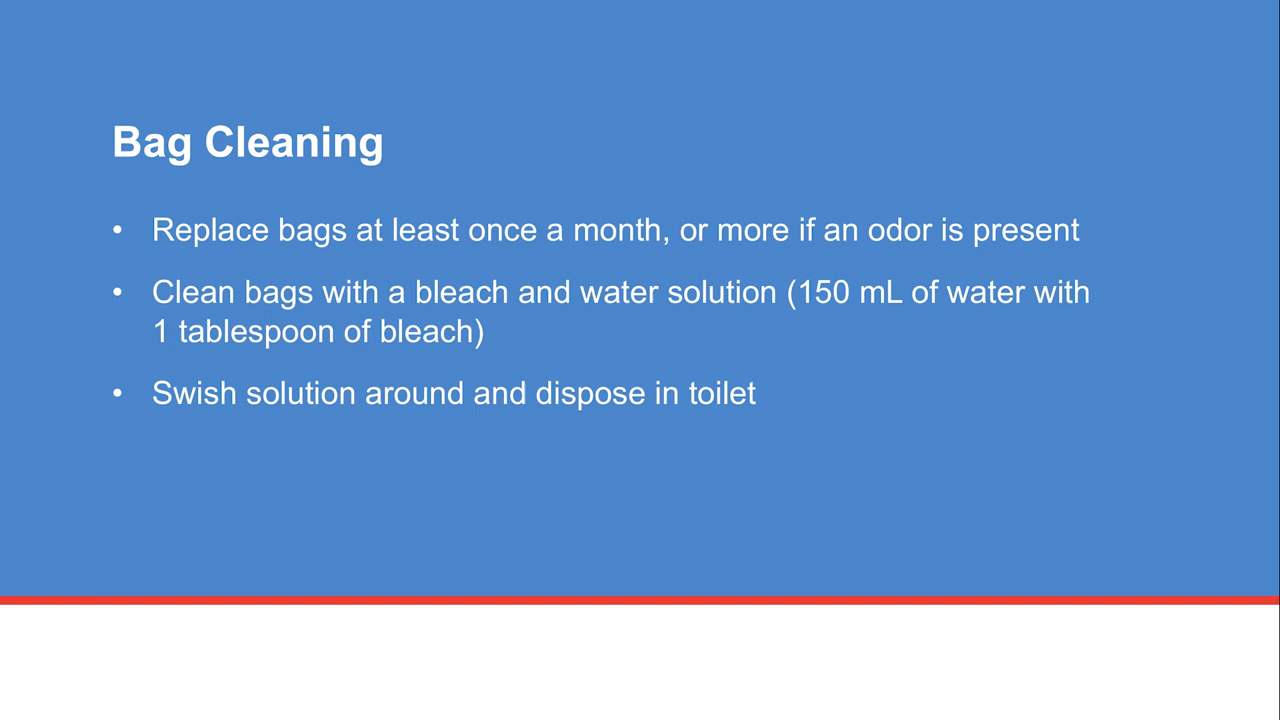 Bag Cleaning
• Replace bags at least once a month, or more if an odor is present
• Clean bags with a bleach and water solution (150 mL of water with
1 tablespoon of bleach)
• Swish solution around and dispose in toilet